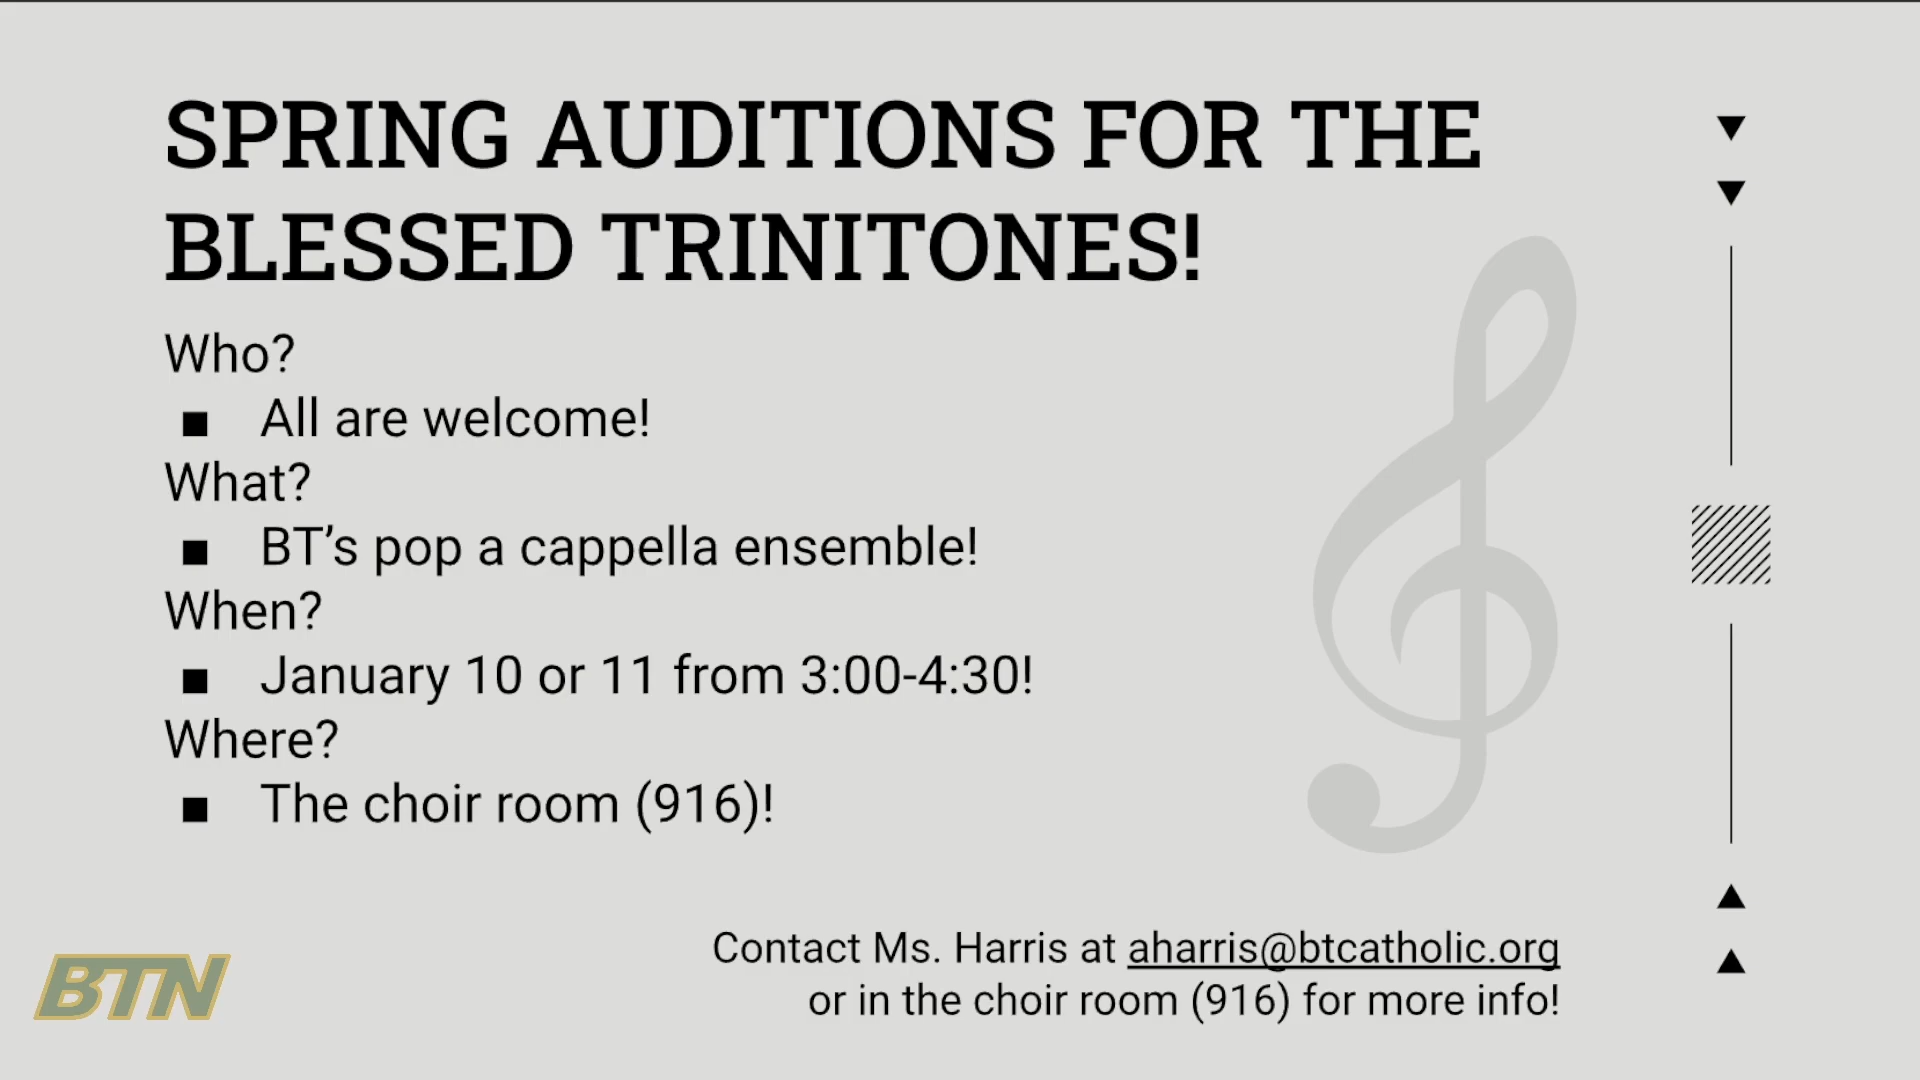 SPRING AUDITIONS FOR THE
BLESSED TRINITONES!
Who?
■ All are welcome!
What?
■ BT’s pop a cappella ensemble!
When?
■ January 10 or 11 from 3:00-4:30!
Where?
■ The choir room (916)!
Contact Ms. Harris at aharris@btcatholic.org
or in the choir room (916) for more info!
BTN